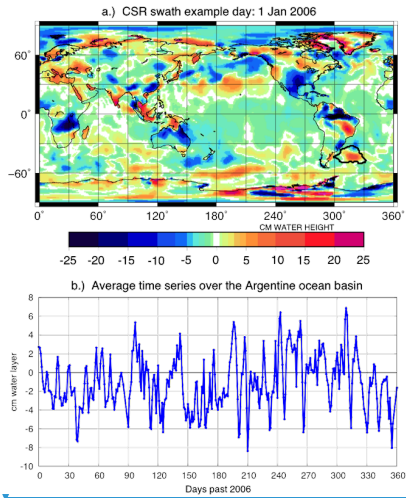 a.)  CSR swath example day: 1 Jan 2006
60°
0°
-60°
0° 60° 120° 180° 240° 300° 360°
CM WATER HEIGHT
-25 -20 -15 -10 -5 0 5 10 15 20 25
b.)  Average time series over the Argentine ocean basin
8
6
4
2
0
-2
-4
-6
-8
-10
cm water layer
0 30 60 90 120 150 180 210 240 270 300 330 360
Days past 2006